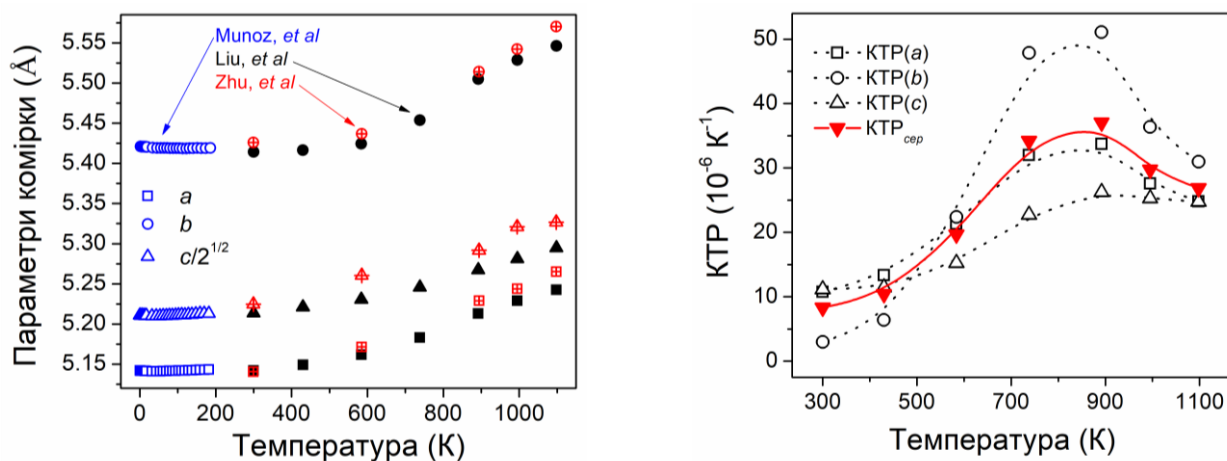 Параметри комірки (Å)
5.55
5.50
5.45
5.40
5.35
5.30
5.25
5.20
5.15
Munoz, et al
Liu, et al
Zhu, et al
a
b
c/2^1/2
0
200
400
600
800
1000
Температура (К)
КТР (10^-6 К^-1)
50
40
30
20
10
0
КТР(a)
КТР(b)
КТР(c)
КТР_сер
300
500
700
900
1100
Температура (К)